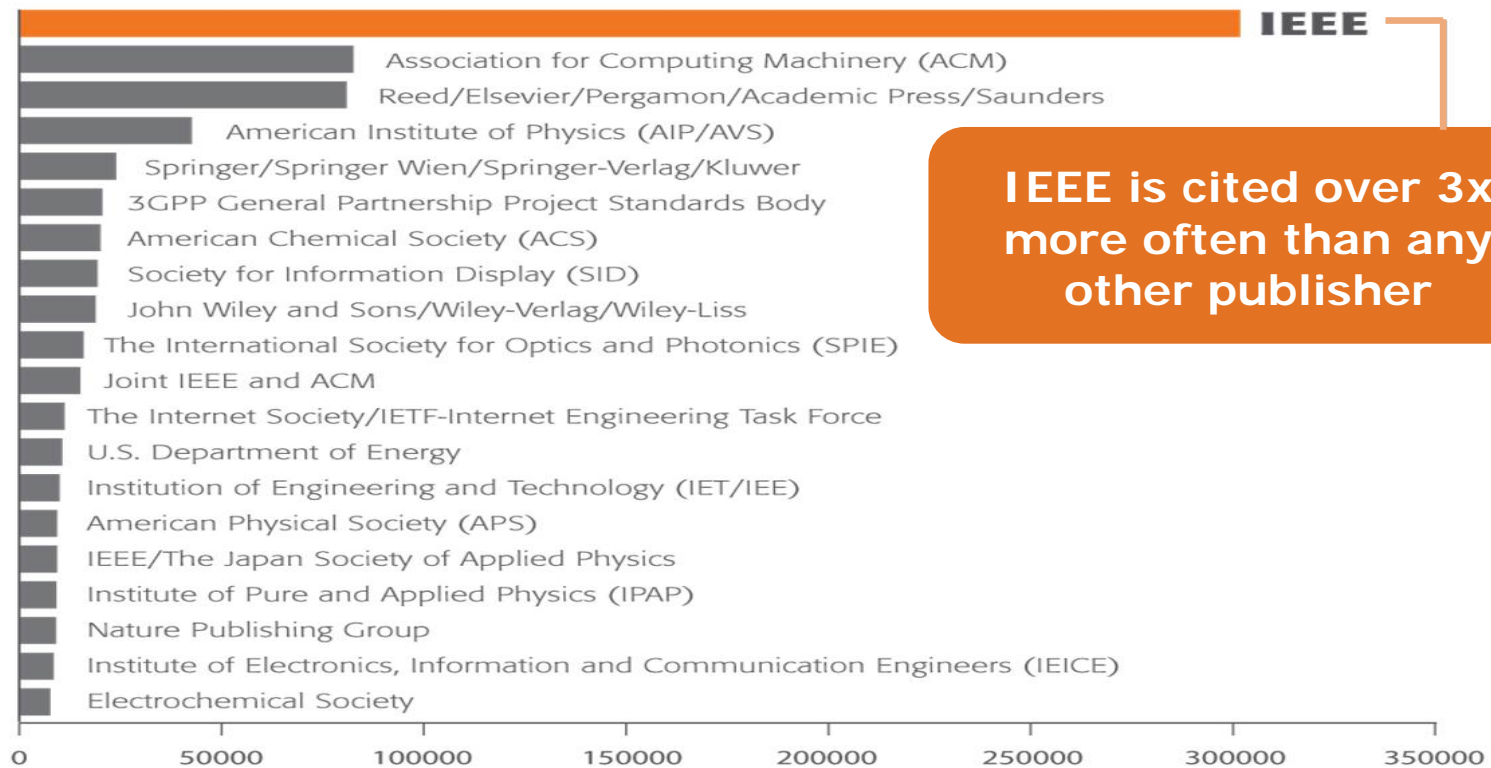 IEEE
Association for Computing Machinery (ACM)
Reed/Elsevier/Pergamon/Academic Press/Saunders
American Institute of Physics (AIP/AVS)
Springer/Springer Wien/Springer-Verlag/Kluwer
3GPP General Partnership Project Standards Body
American Chemical Society (ACS)
Society for Information Display (SID)
John Wiley and Sons/Wiley-Verlag/Wiley-Liss
The International Society for Optics and Photonics (SPIE)
Joint IEEE and ACM
The Internet Society/IETF-Internet Engineering Task Force
U.S. Department of Energy
Institution of Engineering and Technology (IET/IEE)
American Physical Society (APS)
IEEE/The Japan Society of Applied Physics
Institute of Pure and Applied Physics (IPAP)
Nature Publishing Group
Institute of Electronics, Information and Communication Engineers (IEICE)
Electrochemical Society
IEEE is cited over 3x
more often than any
other publisher
0 50000 100000 150000 200000 250000 300000 350000